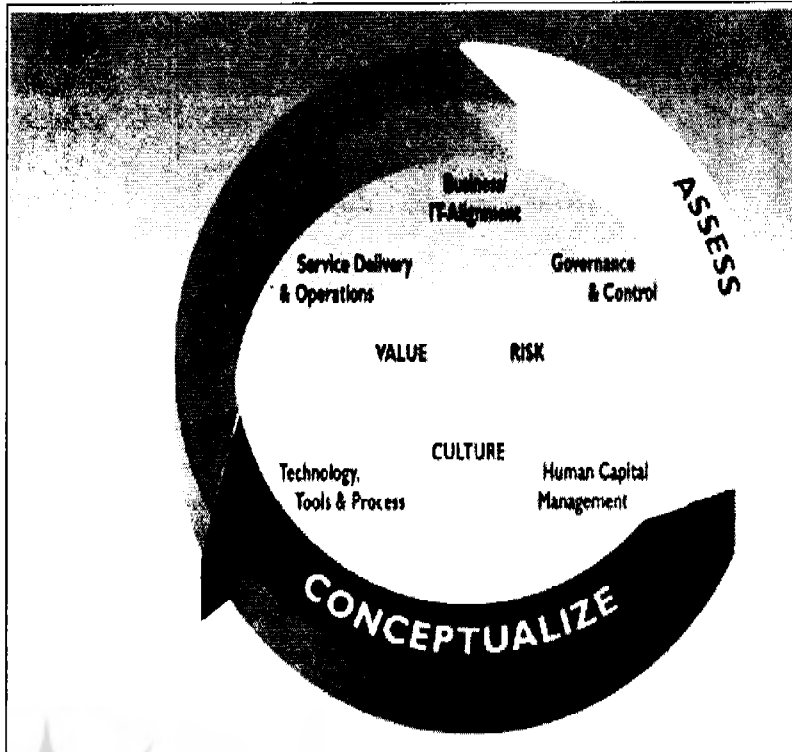 ASSESS
Business/
IT-Alignment
Service Delivery
& Operations
Governance
& Control
VALUE
RISK
CULTURE
Technology,
Tools & Process
Human Capital
Management
CONCEPTUALIZE